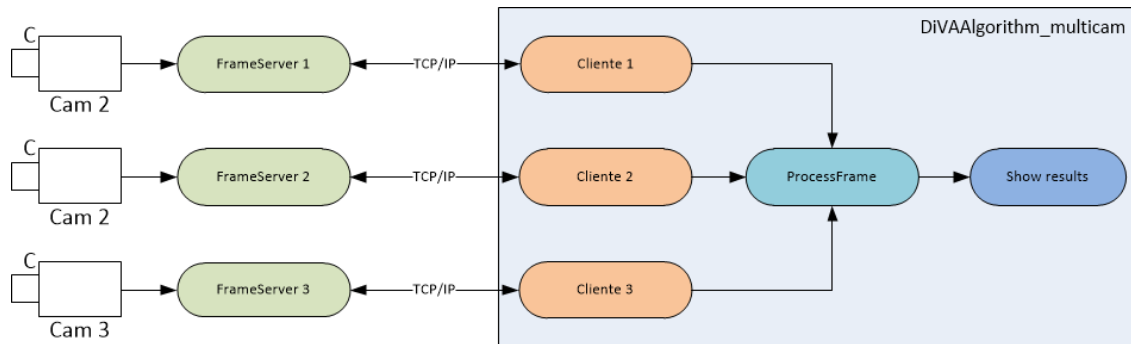 DiVAAlgorithm_multicam
C
Cam 2
FrameServer 1
TCP/IP
Cliente 1
C
Cam 2
FrameServer 2
TCP/IP
Cliente 2
ProcessFrame
Show results
C
Cam 3
FrameServer 3
TCP/IP
Cliente 3